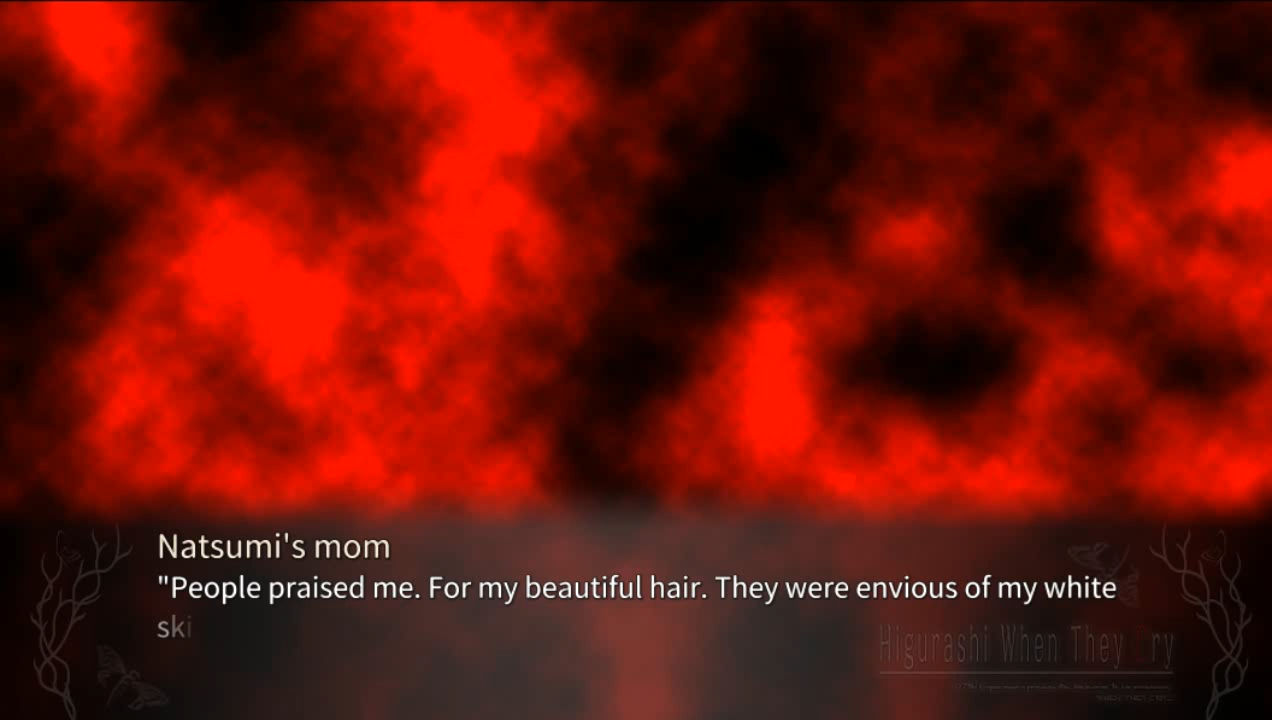 Natsumi's mom
"People praised me. For my beautiful hair. They were envious of my white
ski
Higurashi When They Cry